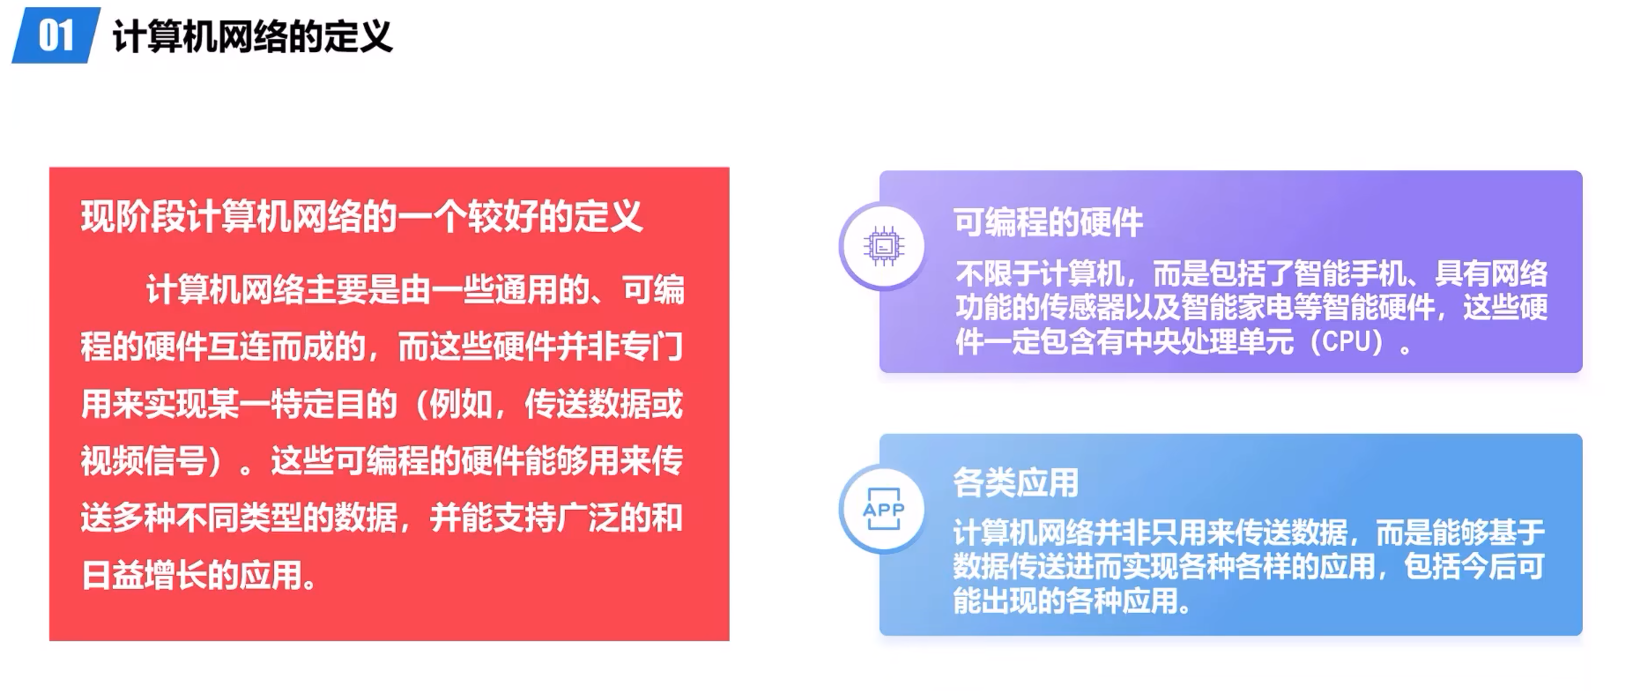 01 计算机网络的定义
现阶段计算机网络的一个较好的定义
计算机网络主要是由一些通用的、可编
程的硬件互连而成的，而这些硬件并非专门
用来实现某一特定目的（例如，传送数据或
视频信号）。这些可编程的硬件能够用来传
送多种不同类型的数据，并能支持广泛的和
日益增长的应用。
可编程的硬件
不限于计算机，而是包括了智能手机、具有网络
功能的传感器以及智能家电等智能硬件，这些硬
件一定包含有中央处理单元（CPU）。
APP
各类应用
计算机网络并非只用来传送数据，而是能够基于
数据传送进而实现各种各样的应用，包括今后可
能出现的各种应用。